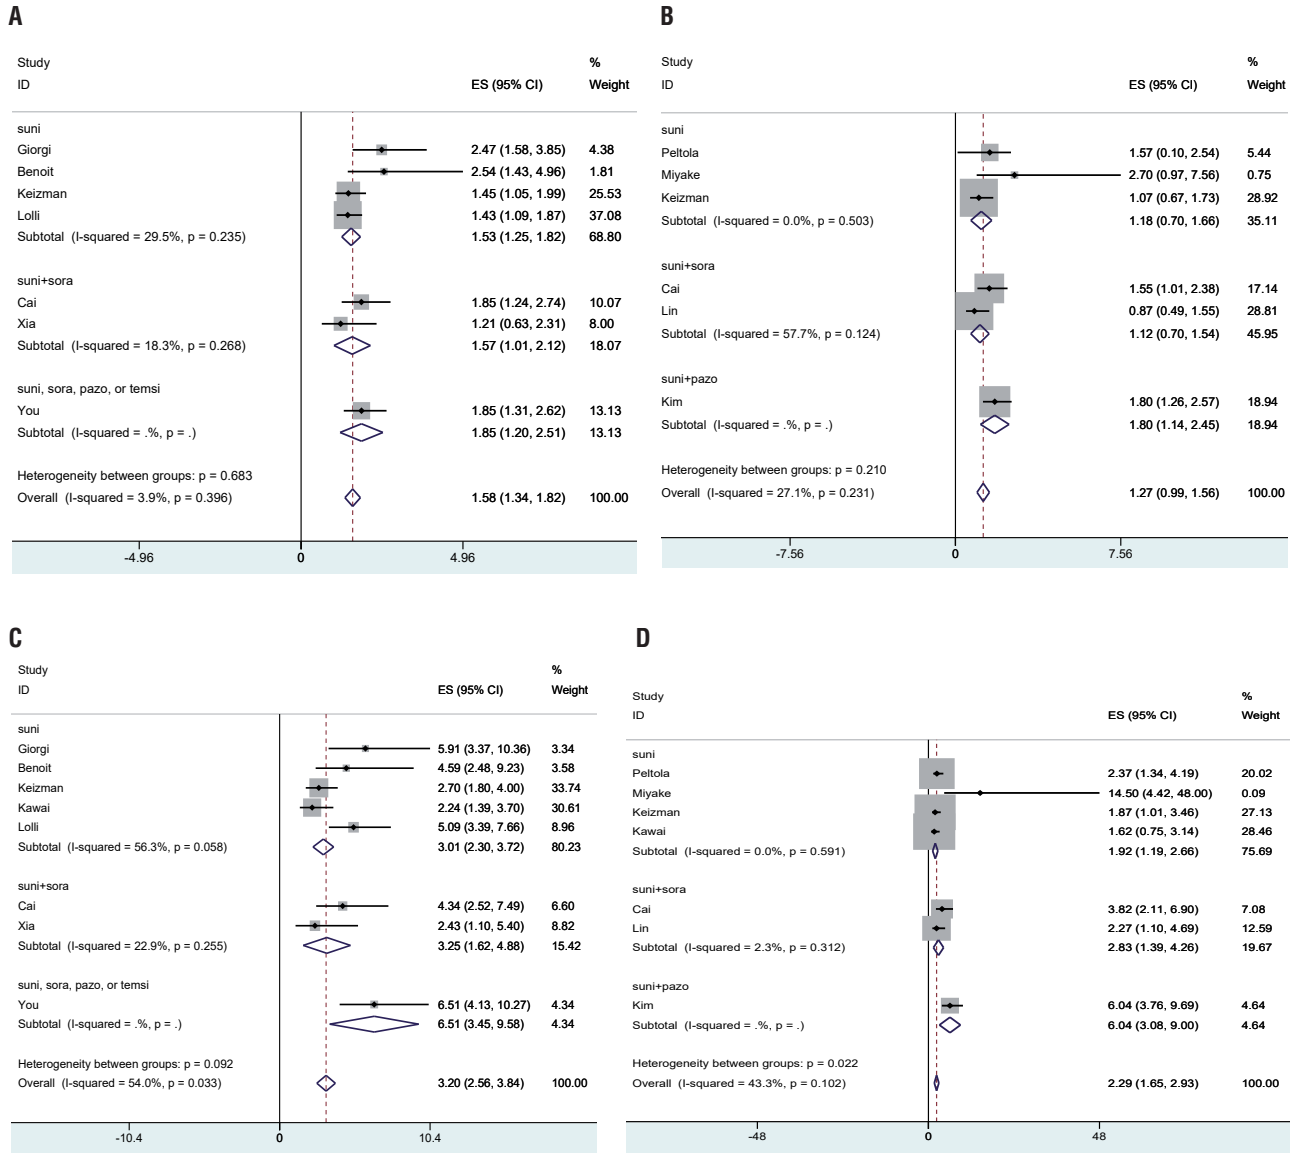 A
Study %
ID ES (95% CI) Weight
suni
Giorgi 2.47 (1.58, 3.85) 4.38
Benoit 2.54 (1.43, 4.96) 1.81
Keizman 1.45 (1.05, 1.99) 25.53
Lolli 1.43 (1.09, 1.87) 37.08
Subtotal (I-squared = 29.5%, p = 0.235) 1.53 (1.25, 1.82) 68.80
suni+sora
Cai 1.85 (1.24, 2.74) 10.07
Xia 1.21 (0.63, 2.31) 8.00
Subtotal (I-squared = 18.3%, p = 0.268) 1.57 (1.01, 2.12) 18.07
suni, sora, pazo, or temsi
You 1.85 (1.31, 2.62) 13.13
Subtotal (I-squared = .%, p = .) 1.85 (1.20, 2.51) 13.13
Heterogeneity between groups: p = 0.683
Overall (I-squared = 3.9%, p = 0.396) 1.58 (1.34, 1.82) 100.00
-4.96 0 4.96
B
Study %
ID ES (95% CI) Weight
suni
Peltola 1.57 (0.10, 2.54) 5.44
Miyake 2.70 (0.97, 7.56) 0.75
Keizman 1.07 (0.67, 1.73) 28.92
Subtotal (I-squared = 0.0%, p = 0.503) 1.18 (0.70, 1.66) 35.11
suni+sora
Cai 1.55 (1.01, 2.38) 17.14
Lin 0.87 (0.49, 1.55) 28.81
Subtotal (I-squared = 57.7%, p = 0.124) 1.12 (0.70, 1.54) 45.95
suni+pazo
Kim 1.80 (1.26, 2.57) 18.94
Subtotal (I-squared = .%, p = .) 1.80 (1.14, 2.45) 18.94
Heterogeneity between groups: p = 0.210
Overall (I-squared = 27.1%, p = 0.231) 1.27 (0.99, 1.56) 100.00
-7.56 0 7.56
C
Study %
ID ES (95% CI) Weight
suni
Giorgi 5.91 (3.37, 10.36) 3.34
Benoit 4.59 (2.48, 9.23) 3.58
Keizman 2.70 (1.80, 4.00) 33.74
Kawai 2.24 (1.39, 3.70) 30.61
Lolli 5.09 (3.39, 7.66) 8.96
Subtotal (I-squared = 56.3%, p = 0.058) 3.01 (2.30, 3.72) 80.23
suni+sora
Cai 4.34 (2.52, 7.49) 6.60
Xia 2.43 (1.10, 5.40) 8.82
Subtotal (I-squared = 22.9%, p = 0.255) 3.25 (1.62, 4.88) 15.42
suni, sora, pazo, or temsi
You 6.51 (4.13, 10.27) 4.34
Subtotal (I-squared = .%, p = .) 6.51 (3.45, 9.58) 4.34
Heterogeneity between groups: p = 0.092
Overall (I-squared = 54.0%, p = 0.033) 3.20 (2.56, 3.84) 100.00
-10.4 0 10.4
D
Study %
ID ES (95% CI) Weight
suni
Peltola 2.37 (1.34, 4.19) 20.02
Miyake 14.50 (4.42, 48.00) 0.09
Keizman 1.87 (1.01, 3.46) 27.13
Kawai 1.62 (0.75, 3.14) 28.46
Subtotal (I-squared = 0.0%, p = 0.591) 1.92 (1.19, 2.66) 75.69
suni+sora
Cai 3.82 (2.11, 6.90) 7.08
Lin 2.27 (1.10, 4.69) 12.59
Subtotal (I-squared = 2.3%, p = 0.312) 2.83 (1.39, 4.26) 19.67
suni+pazo
Kim 6.04 (3.76, 9.69) 4.64
Subtotal (I-squared = .%, p = .) 6.04 (3.08, 9.00) 4.64
Heterogeneity between groups: p = 0.022
Overall (I-squared = 43.3%, p = 0.102) 2.29 (1.65, 2.93) 100.00
-48 0 48